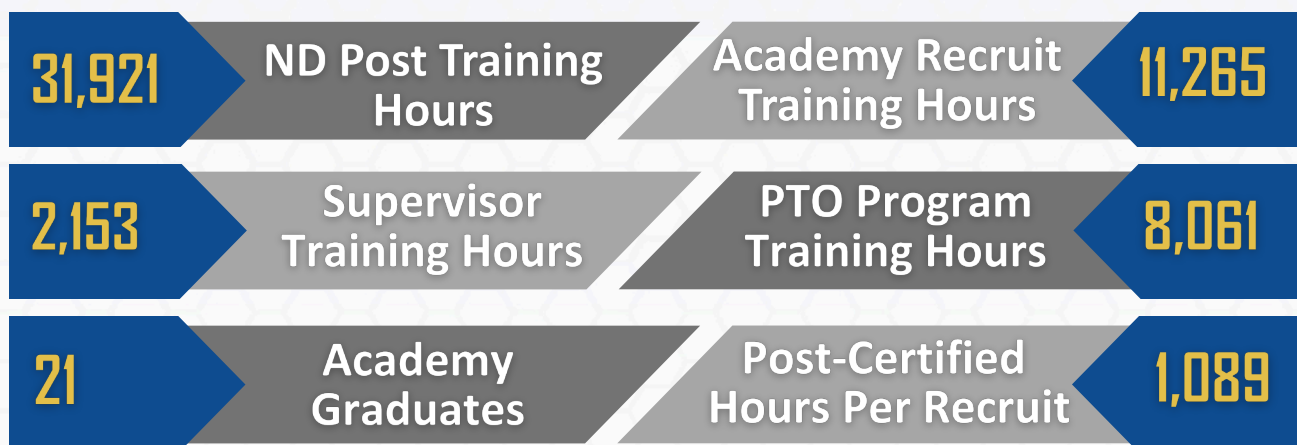 31,921
ND Post Training
Hours
Academy Recruit
Training Hours
11,265
2,153
Supervisor
Training Hours
PTO Program
Training Hours
8,061
21
Academy
Graduates
Post-Certified
Hours Per Recruit
1,089